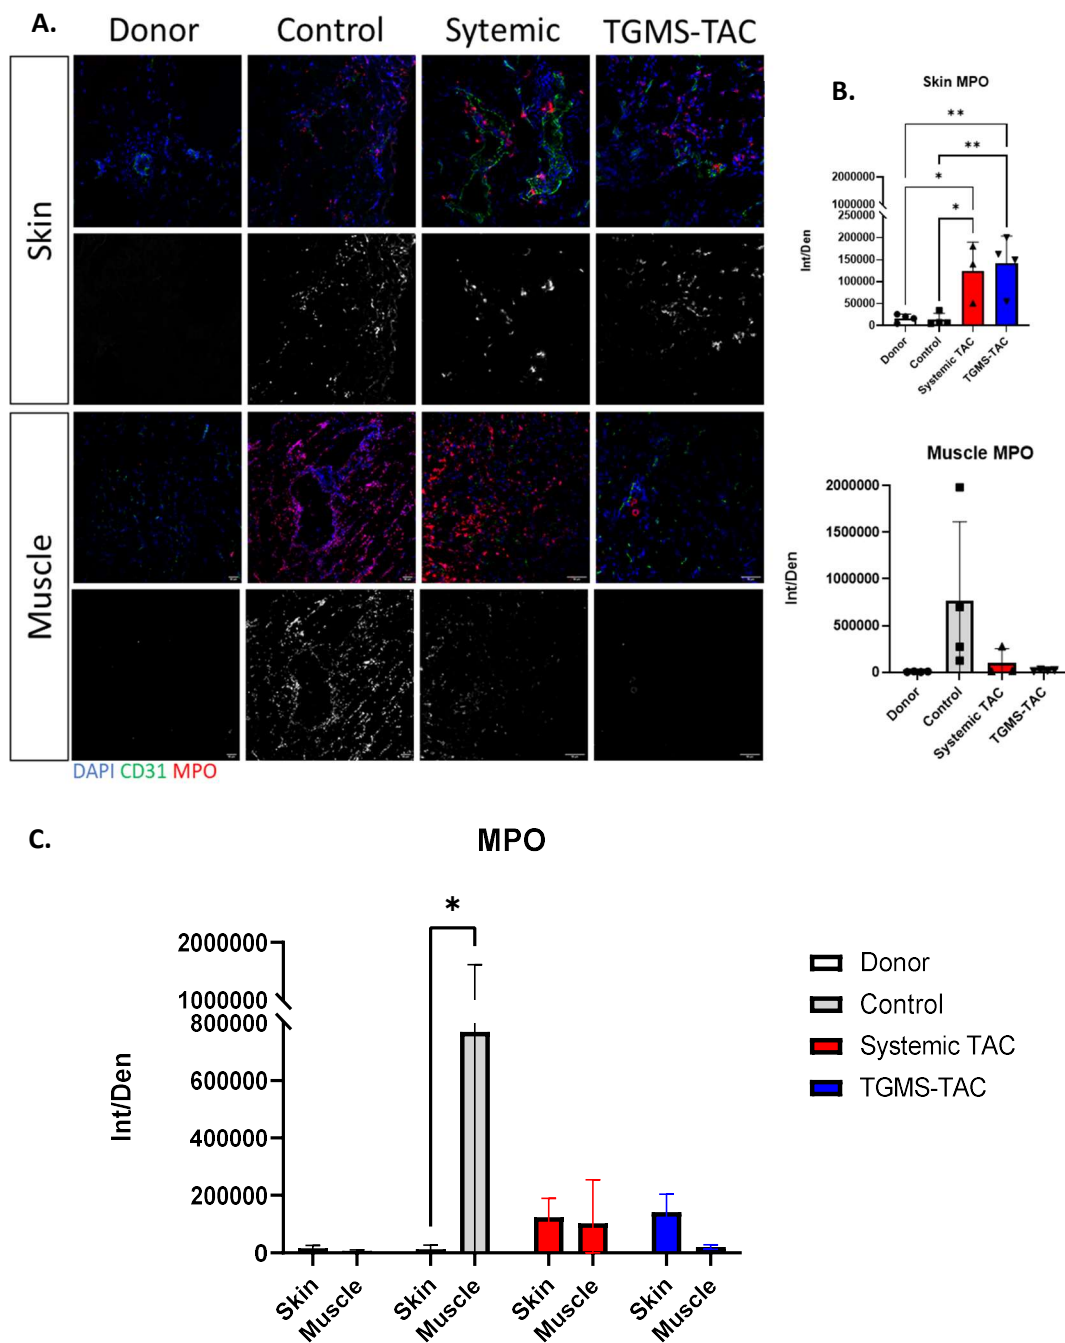 A.
Donor
Control
Sytemic
TGMS-TAC
Skin
Muscle
DAPI CD31 MPO
B.
Skin MPO
**
**
*
*
2000000
1000000
250000
200000
150000
100000
50000
0
Int/Den
Donor
Control
Systemic TAC
TGMS-TAC
Muscle MPO
2000000
1500000
1000000
500000
0
Int/Den
Donor
Control
Systemic TAC
TGMS-TAC
C.
MPO
*
2000000
1000000
800000
600000
400000
200000
0
Int/Den
Skin
Muscle
Skin
Muscle
Skin
Muscle
Skin
Muscle
Donor
Control
Systemic TAC
TGMS-TAC